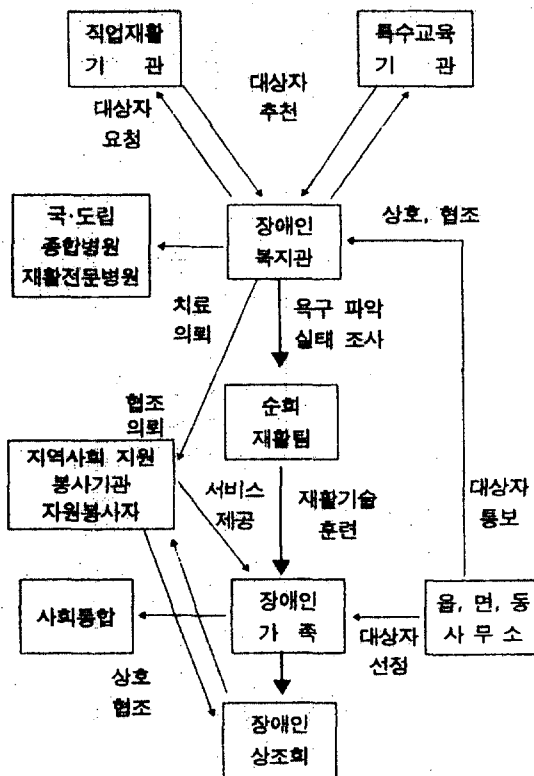 직업재활
기 관
특수교육
기 관
대상자
추천
대상자
요청
국·도립
종합병원
재활전문병원
장애인
복지관
상호, 협조
치료
의뢰
욕구 파악
실태 조사
순회
재활팀
협조
의뢰
지역사회 지원
봉사기관
자원봉사자
서비스
제공
재활기술
훈련
대상자
통보
사회통합
장애인
가 족
대상자
선정
읍, 면, 동
사 무 소
상호
협조
장애인
상조회